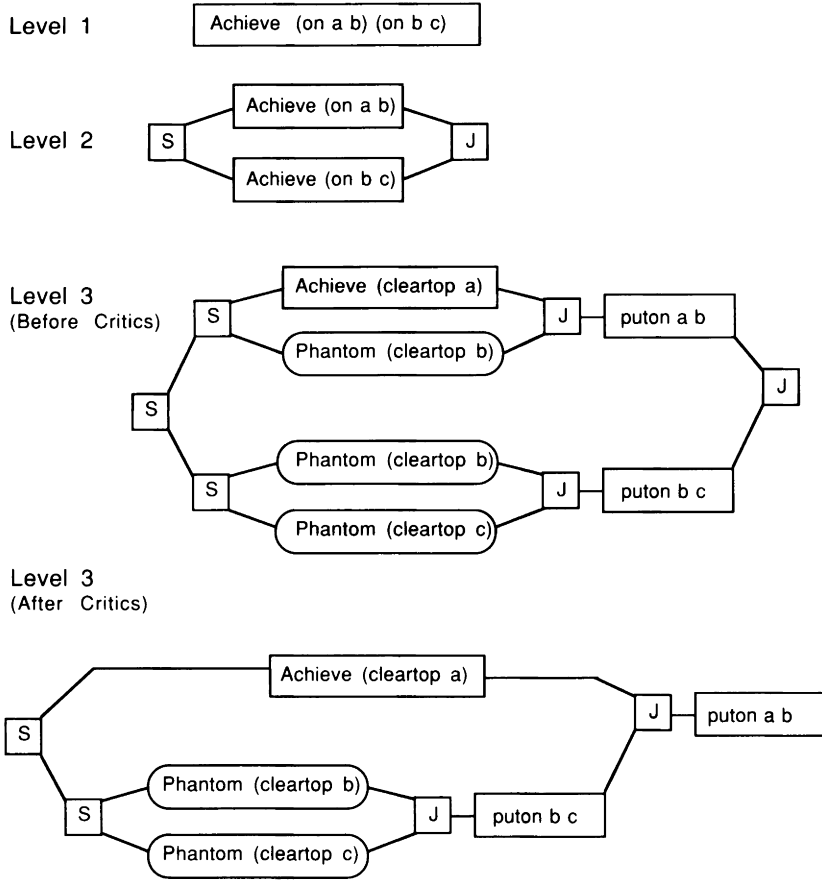 Level 1
Achieve (on a b) (on b c)
Level 2
S
Achieve (on a b)
Achieve (on b c)
J
Level 3
(Before Critics)
S
S
Achieve (cleartop a)
Phantom (cleartop b)
J
puton a b
S
Phantom (cleartop b)
Phantom (cleartop c)
J
puton b c
J
Level 3
(After Critics)
S
Achieve (cleartop a)
S
Phantom (cleartop b)
Phantom (cleartop c)
J
puton b c
J
puton a b